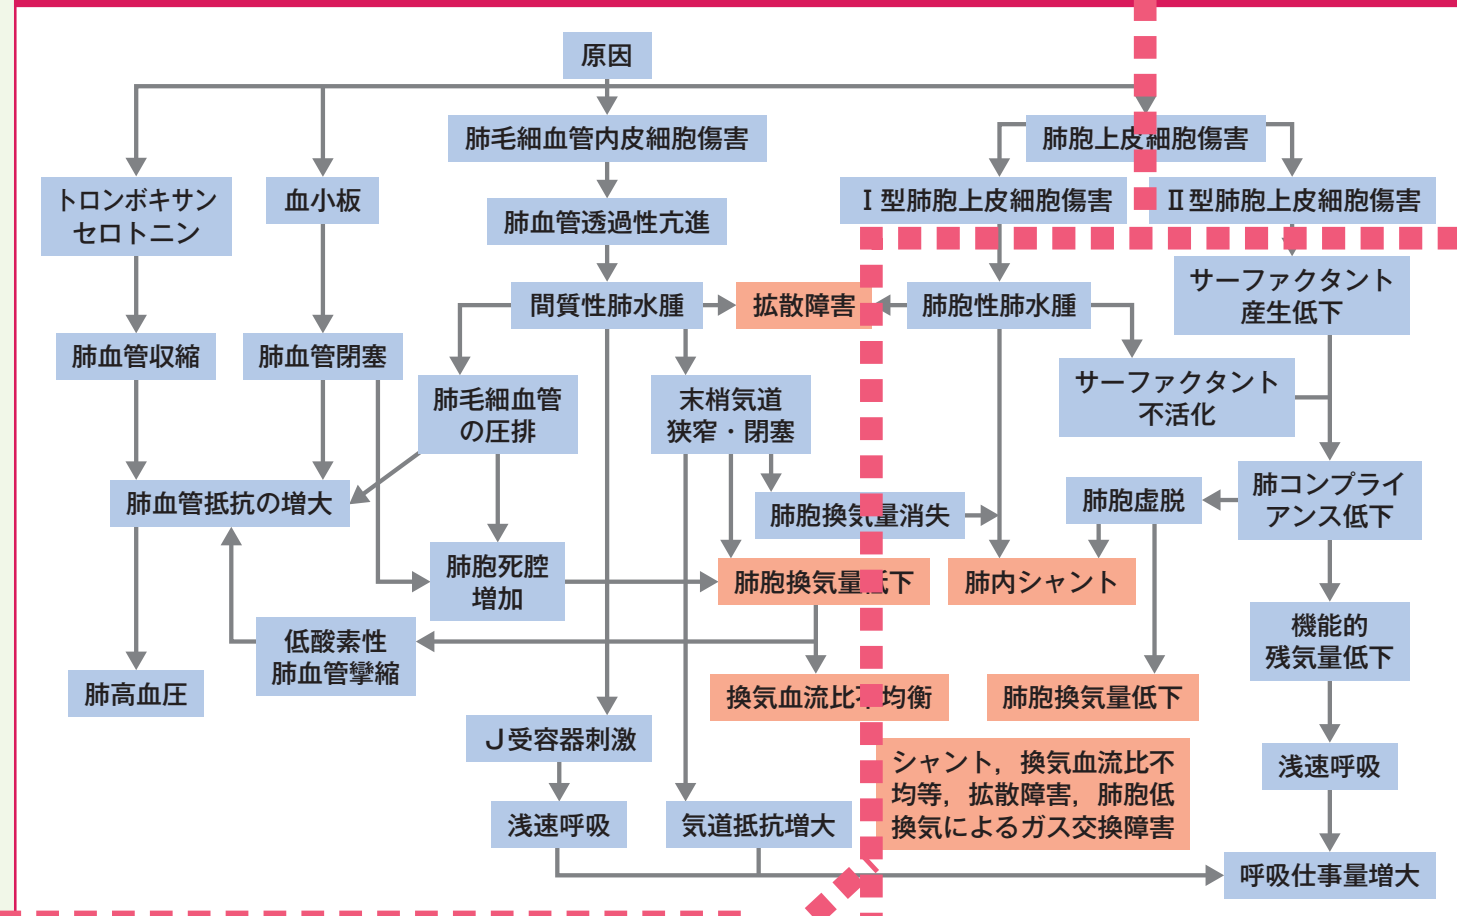 原因
肺毛細血管内皮細胞傷害
肺胞上皮細胞傷害
トロンボキサン
セロトニン
血小板
肺血管透過性亢進
Ⅰ型肺胞上皮細胞傷害
Ⅱ型肺胞上皮細胞傷害
間質性肺水腫
拡散障害
肺胞性肺水腫
サーファクタント
産生低下
肺血管収縮
肺血管閉塞
肺毛細血管
の圧排
末梢気道
狭窄・閉塞
サーファクタント
不活化
肺血管抵抗の増大
肺胞換気量消失
肺胞虚脱
肺コンプライ
アンス低下
肺胞死腔
増加
肺胞換気量低下
肺内シャント
低酸素性
肺血管攣縮
機能的
残気量低下
肺高血圧
換気血流比不均衡
肺胞換気量低下
J受容器刺激
シャント，換気血流比不
均等，拡散障害，肺胞低
換気によるガス交換障害
浅速呼吸
浅速呼吸
気道抵抗増大
呼吸仕事量増大